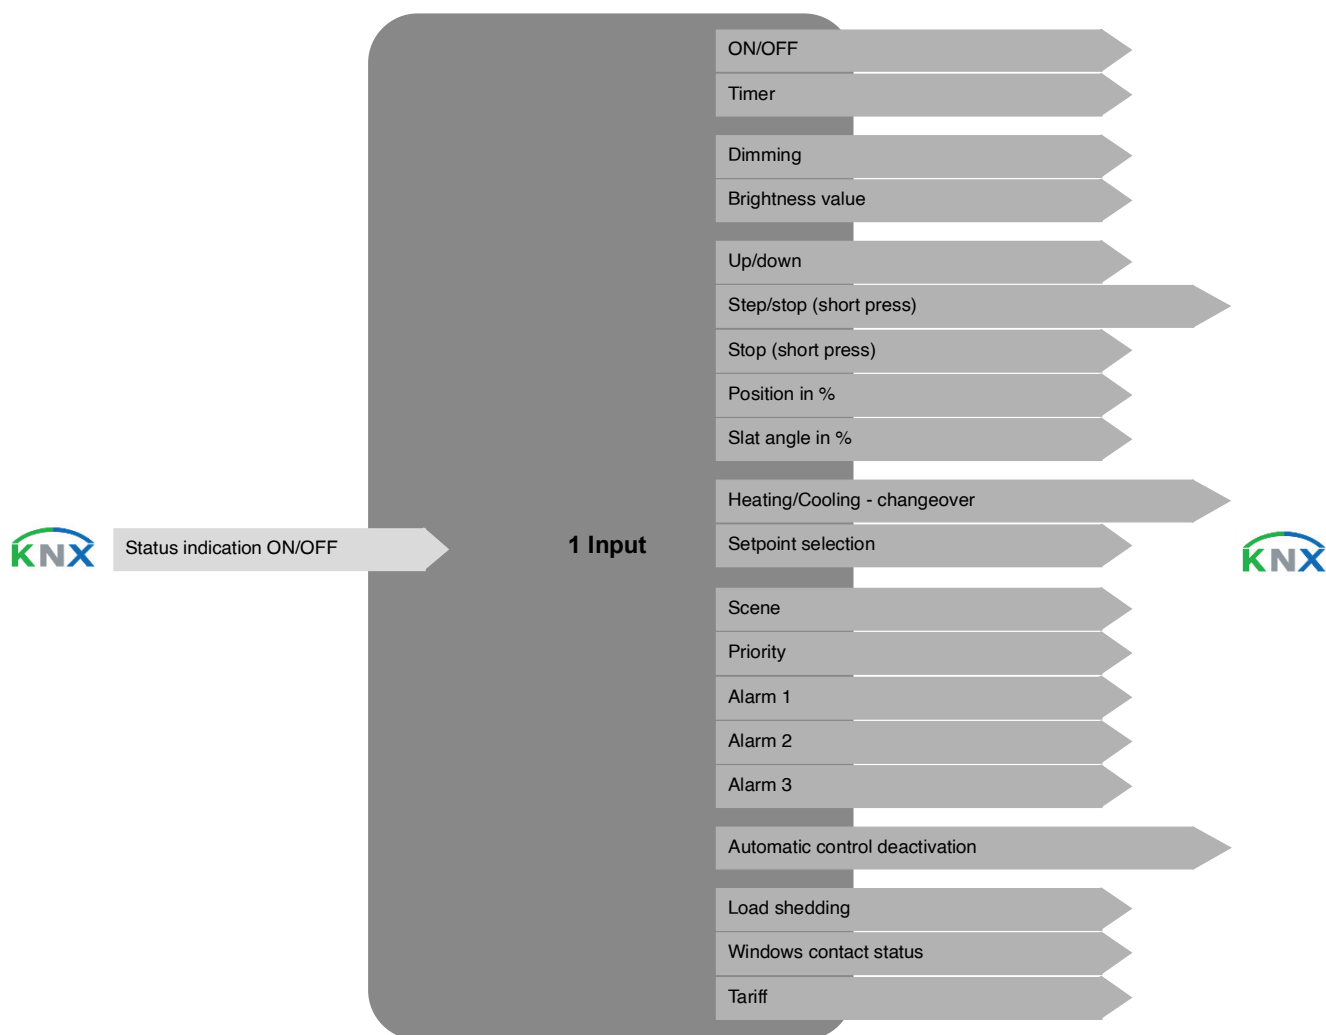 ON/OFF
Timer
Dimming
Brightness value
Up/down
Step/stop (short press)
Stop (short press)
Position in %
Slat angle in %
Heating/Cooling - changeover
KNX
Status indication ON/OFF
1 Input
Setpoint selection
KNX
Scene
Priority
Alarm 1
Alarm 2
Alarm 3
Automatic control deactivation
Load shedding
Windows contact status
Tariff